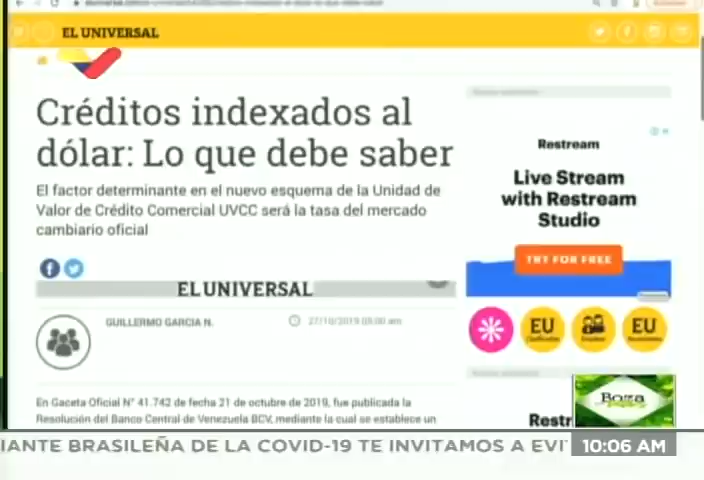 EL UNIVERSAL
Créditos indexados al
dólar: Lo que debe saber
El factor determinante en el nuevo esquema de la Unidad de
Valor de Crédito Comercial UVCC será la tasa del mercado
cambiario oficial
EL UNIVERSAL
GUILLERMO GARCIA N.
27/10/2019 05:00 am
En Gaceta Oficial N° 41.742 de fecha 21 de octubre de 2019, fue publicada la
Resolución del Banco Central de Venezuela BCV, mediante la cual se establece un
Restream
Live Stream
with Restream
Studio
TRY FOR FREE
EU
EU
Restr
Boza
IANTE BRASILEÑA DE LA COVID-19 TE INVITAMOS A EVIT
10:06 AM